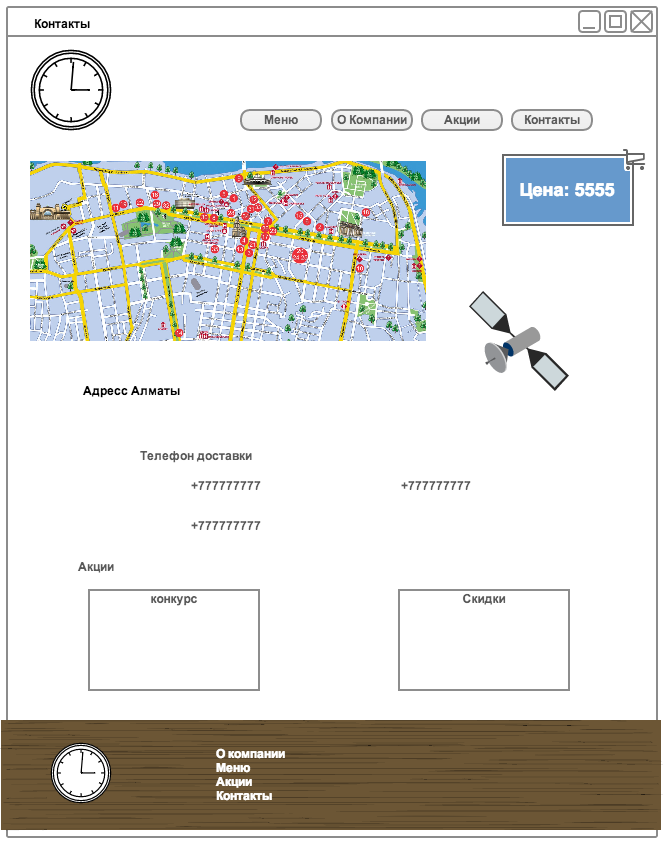 Контакты
Меню
О Компании
Акции
Контакты
Цена: 5555
Адресс Алматы
Телефон доставки
+777777777
+777777777
+777777777
Акции
конкурс
Скидки
О компании
Меню
Акции
Контакты